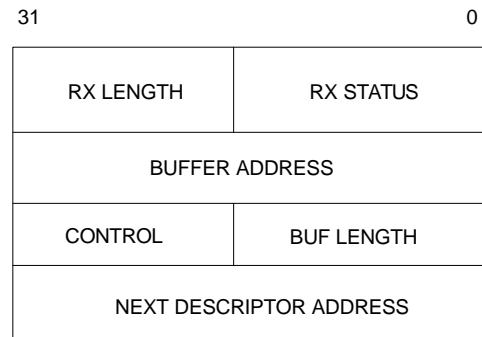 31 0
RX LENGTH RX STATUS
BUFFER ADDRESS
CONTROL BUF LENGTH
NEXT DESCRIPTOR ADDRESS